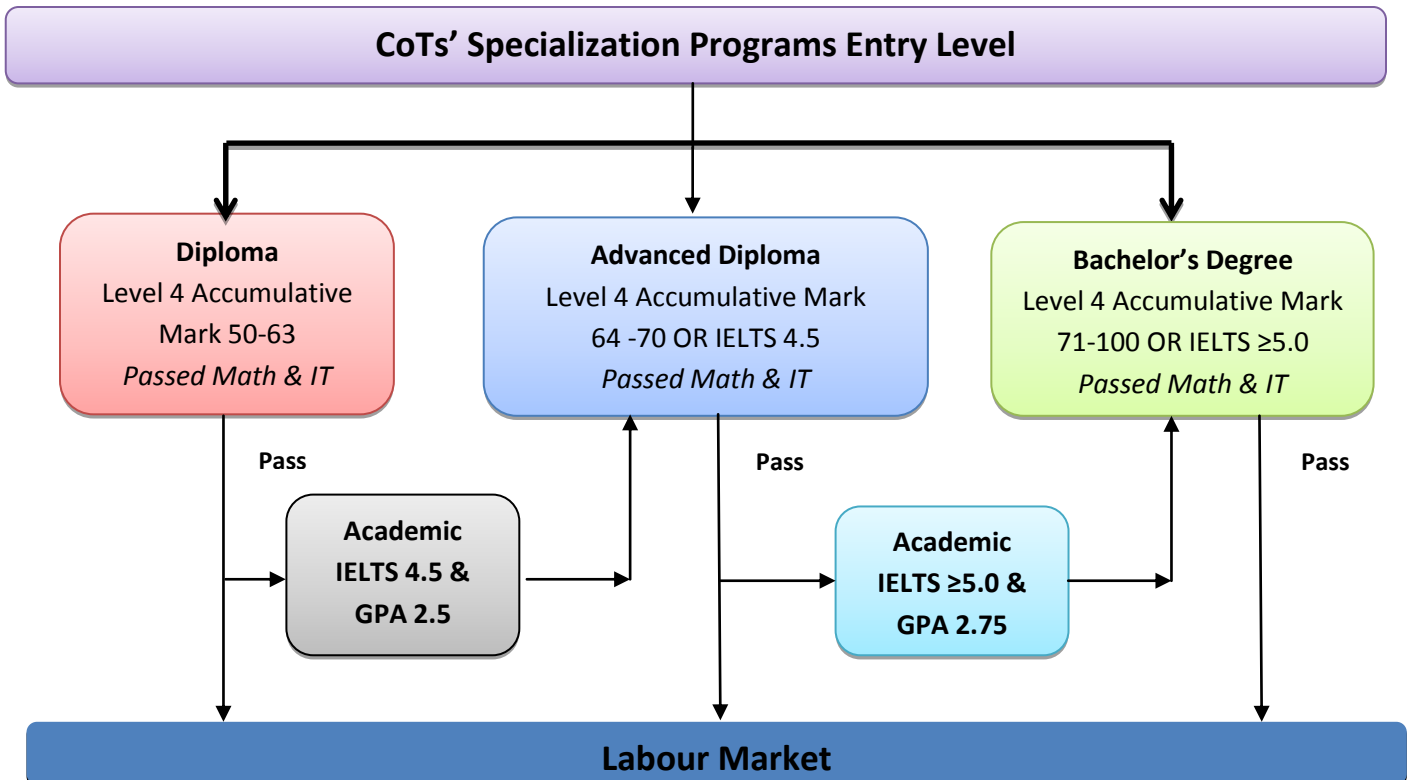 CoTs’ Specialization Programs Entry Level
Diploma
Level 4 Accumulative
Mark 50-63
Passed Math & IT
Advanced Diploma
Level 4 Accumulative Mark
64 -70 OR IELTS 4.5
Passed Math & IT
Bachelor’s Degree
Level 4 Accumulative Mark
71-100 OR IELTS ≥5.0
Passed Math & IT
Pass
Pass
Pass
Academic
IELTS 4.5 &
GPA 2.5
Academic
IELTS ≥5.0 &
GPA 2.75
Labour Market